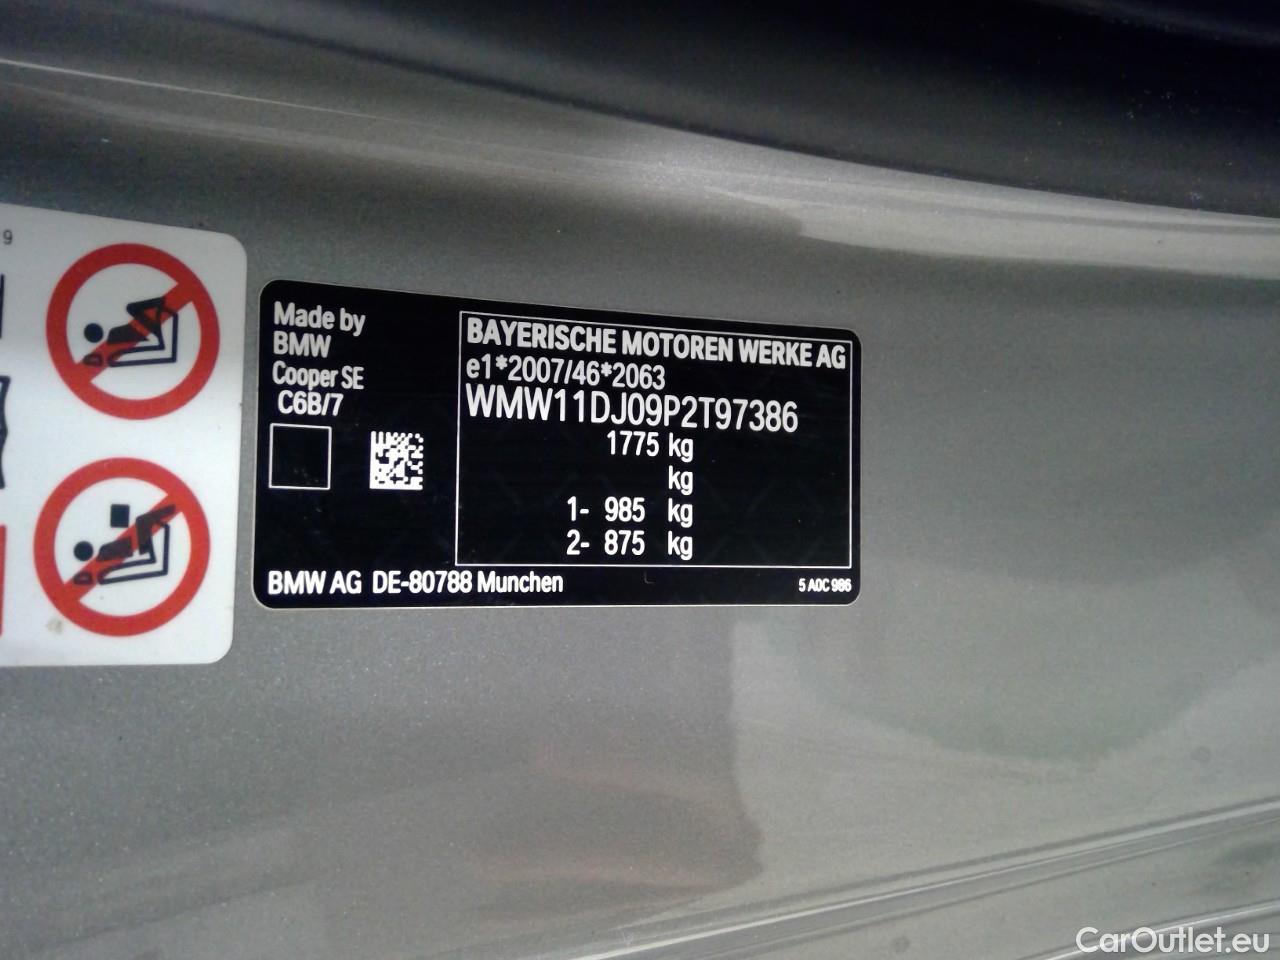 9
Made by
BMW
Cooper SE
C6B/7
BAYERISCHE MOTOREN WERKE AG
e1*2007/46*2063
WMW11DJ09P2T97386
1775 kg
kg
1- 985 kg
2- 875 kg
BMW AG DE-80788 Munchen
5 A0C 986
CarOutlet.eu